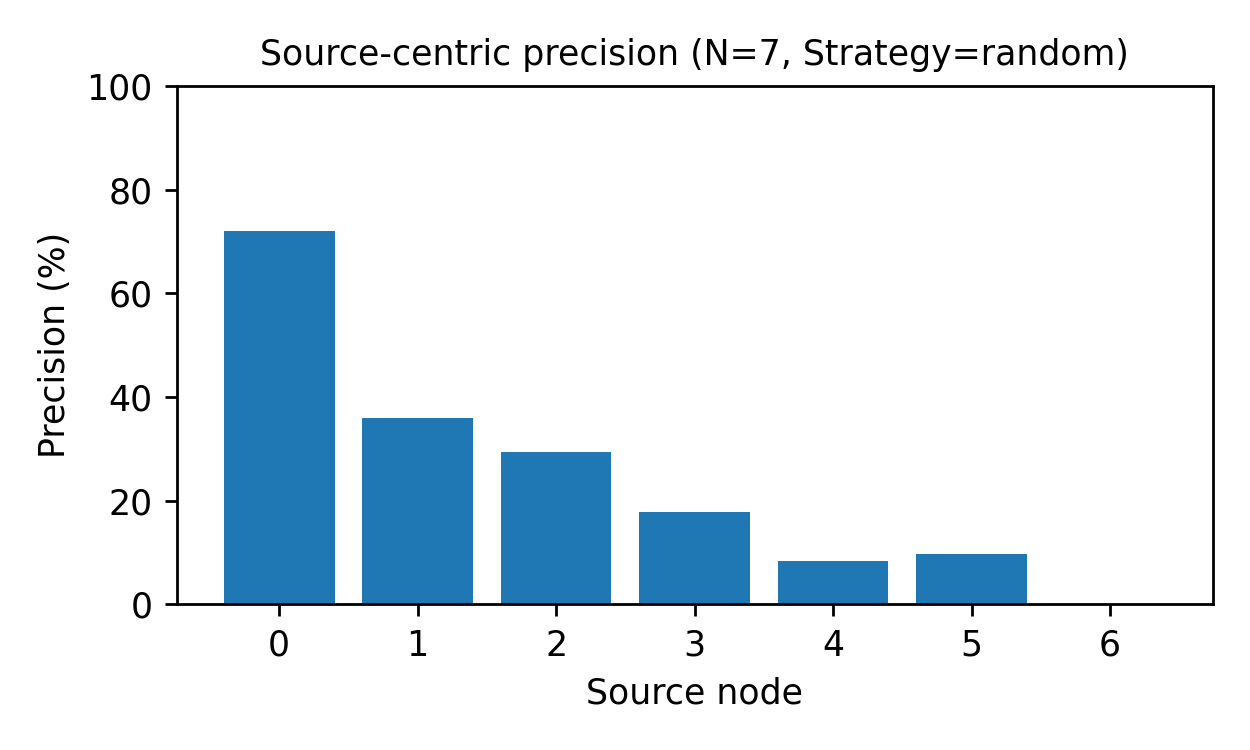 Source-centric precision (N=7, Strategy=random)
100
80
60
40
20
0
Precision (%)
0 1 2 3 4 5 6
Source node